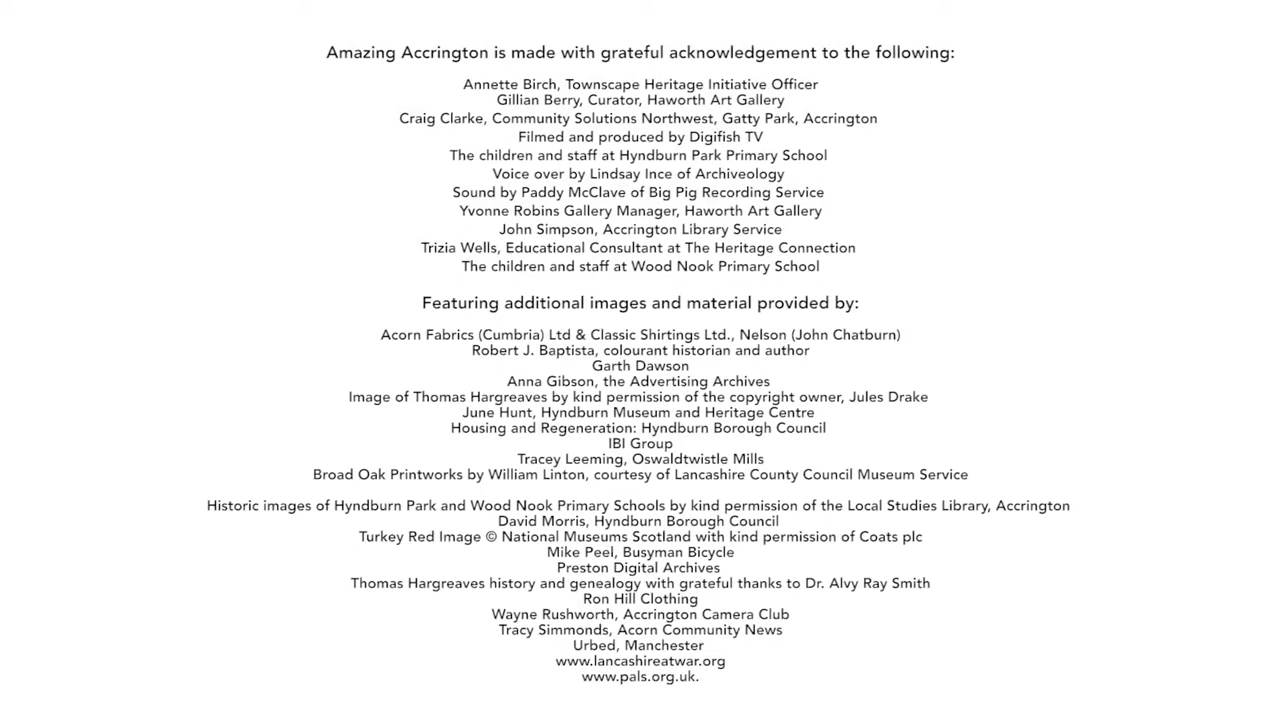 Amazing Accrington is made with grateful acknowledgement to the following:
Annette Birch, Townscape Heritage Initiative Officer
Gillian Berry, Curator, Haworth Art Gallery
Craig Clarke, Community Solutions Northwest, Gatty Park, Accrington
Filmed and produced by Digifish TV
The children and staff at Hyndburn Park Primary School
Voice over by Lindsay Ince of Archiveology
Sound by Paddy McClave of Big Pig Recording Service
Yvonne Robins Gallery Manager, Haworth Art Gallery
John Simpson, Accrington Library Service
Trizia Wells, Educational Consultant at The Heritage Connection
The children and staff at Wood Nook Primary School
Featuring additional images and material provided by:
Acorn Fabrics (Cumbria) Ltd & Classic Shirtings Ltd., Nelson (John Chatburn)
Robert J. Baptista, colourant historian and author
Garth Dawson
Anna Gibson, the Advertising Archives
Image of Thomas Hargreaves by kind permission of the copyright owner, Jules Drake
June Hunt, Hyndburn Museum and Heritage Centre
Housing and Regeneration: Hyndburn Borough Council
IBI Group
Tracey Leeming, Oswaldtwistle Mills
Broad Oak Printworks by William Linton, courtesy of Lancashire County Council Museum Service
Historic images of Hyndburn Park and Wood Nook Primary Schools by kind permission of the Local Studies Library, Accrington
David Morris, Hyndburn Borough Council
Turkey Red Image © National Museums Scotland with kind permission of Coats plc
Mike Peel, Busyman Bicycle
Preston Digital Archives
Thomas Hargreaves history and genealogy with grateful thanks to Dr. Alvy Ray Smith
Ron Hill Clothing
Wayne Rushworth, Accrington Camera Club
Tracy Simmonds, Acorn Community News
Urbed, Manchester
www.lancashireatwar.org
www.pals.org.uk.